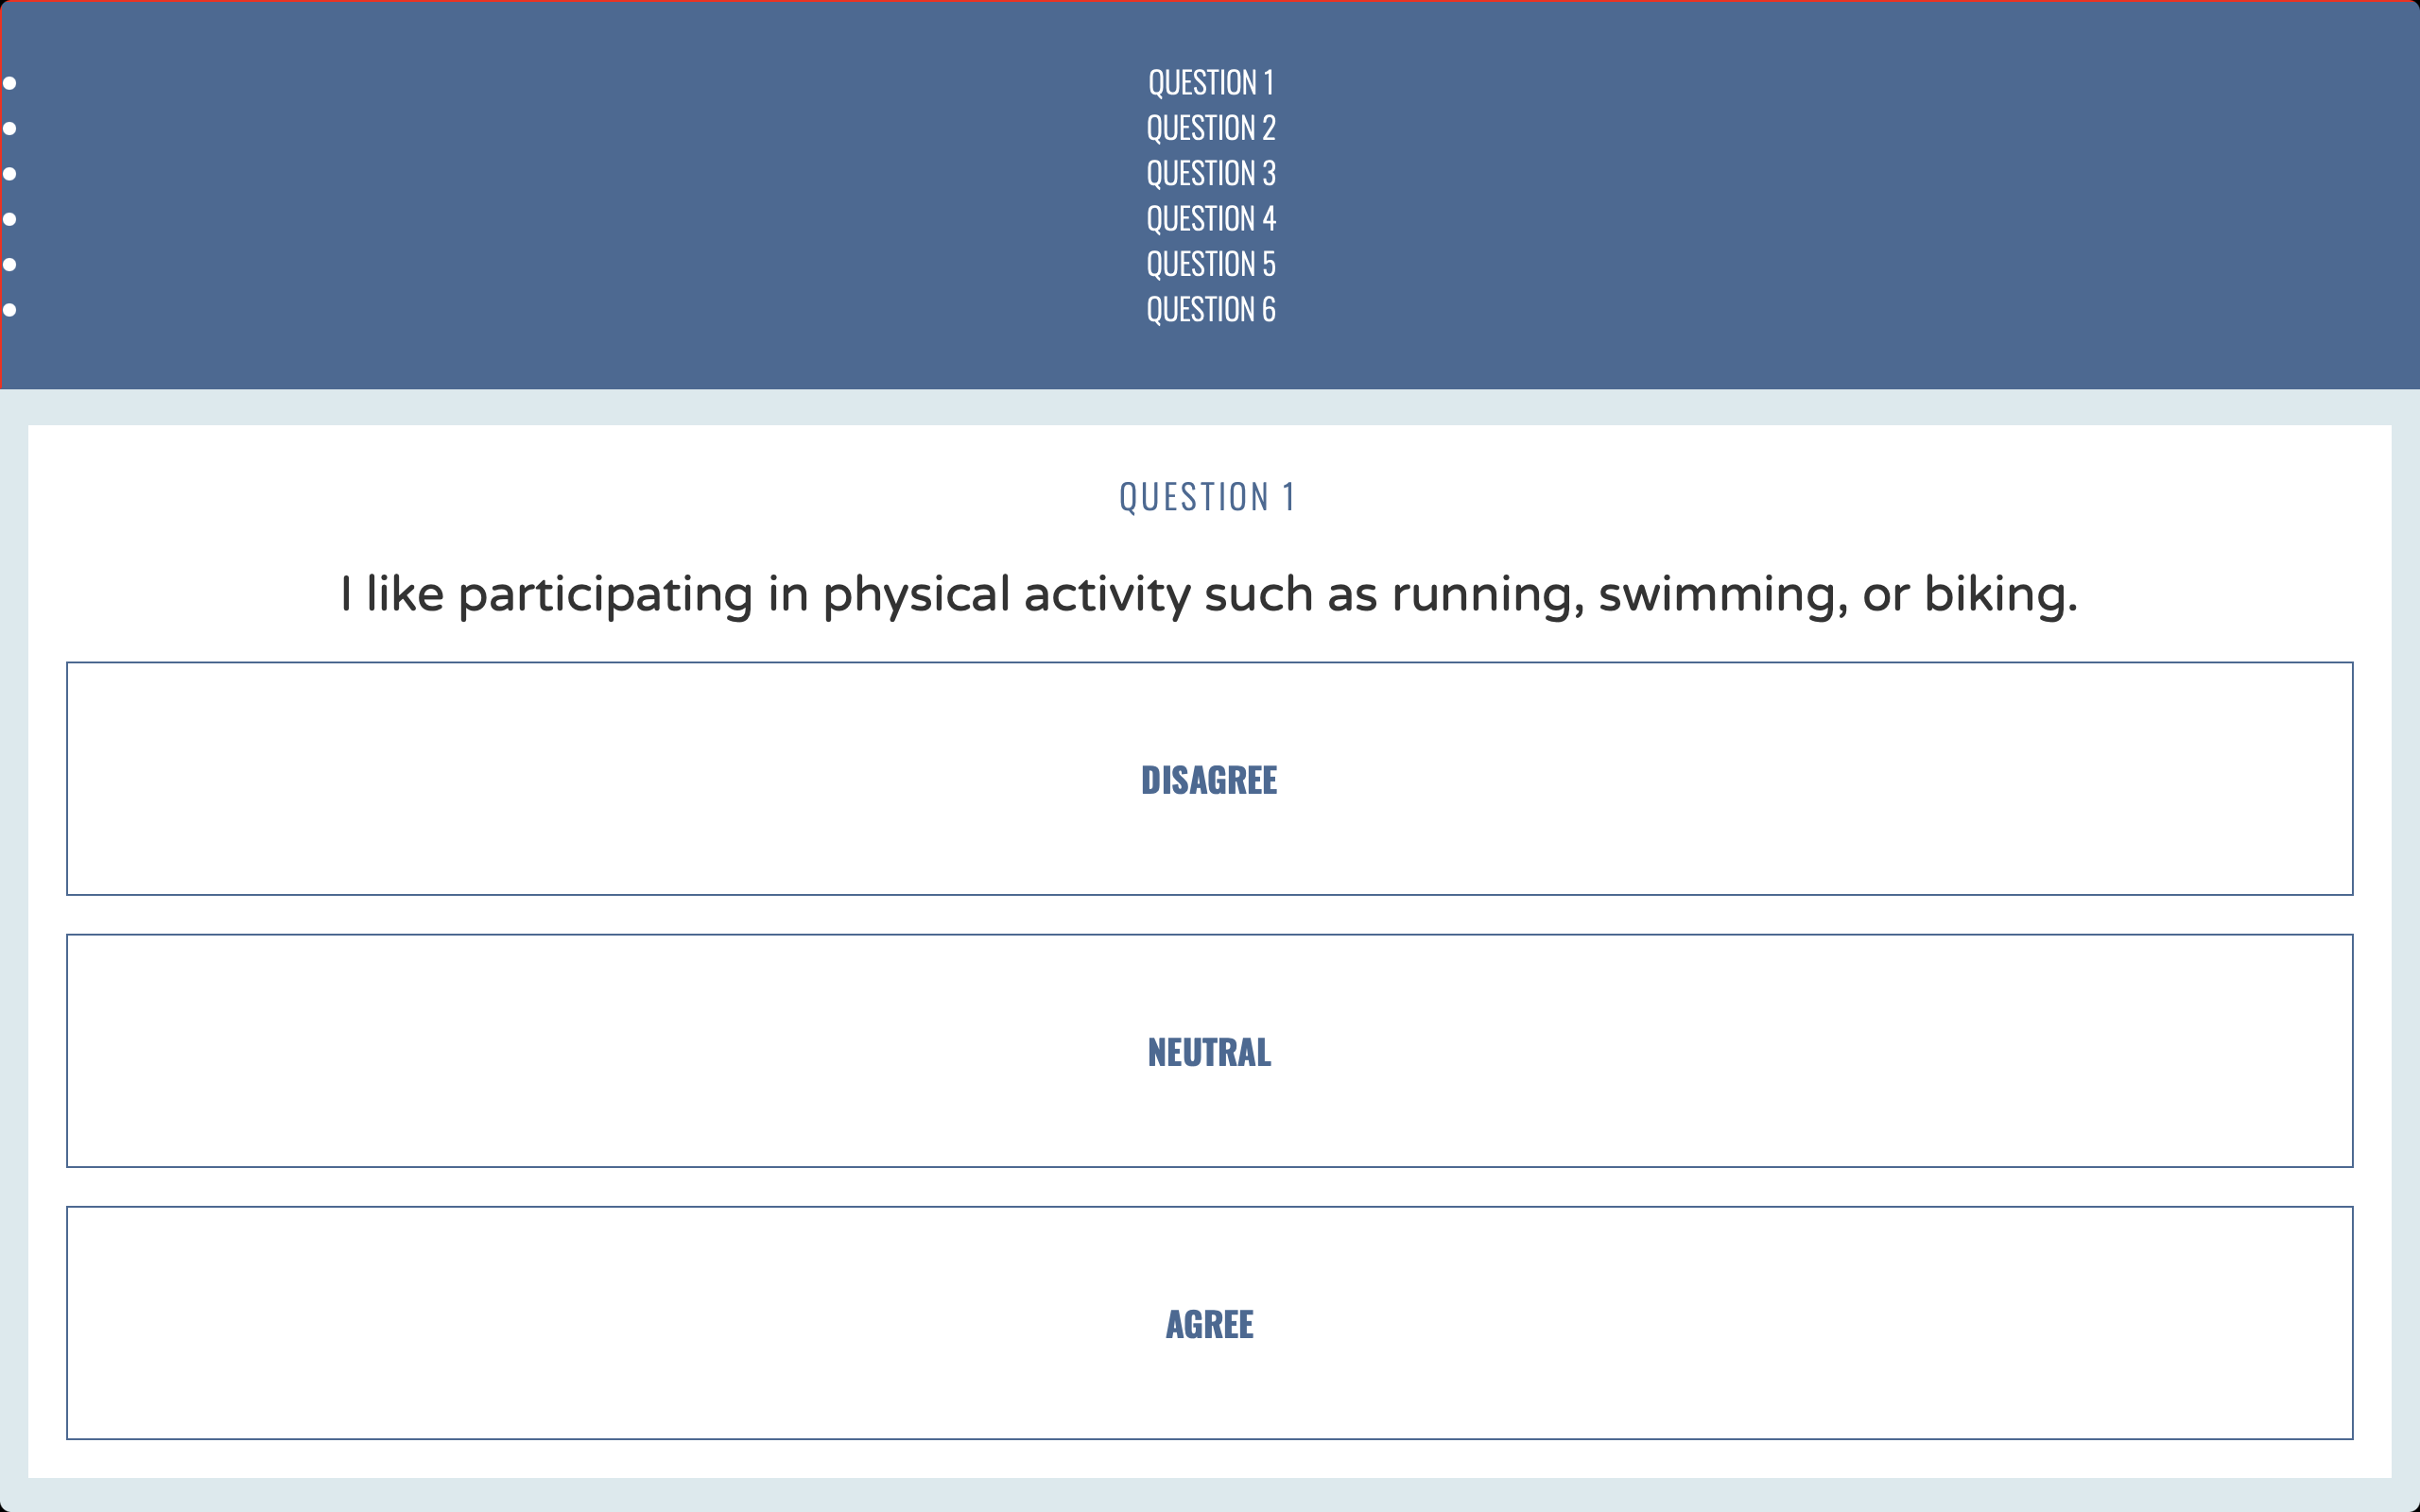 QUESTION 1
QUESTION 2
QUESTION 3
QUESTION 4
QUESTION 5
QUESTION 6
QUESTION 1
I like participating in physical activity such as running, swimming, or biking.
DISAGREE
NEUTRAL
AGREE